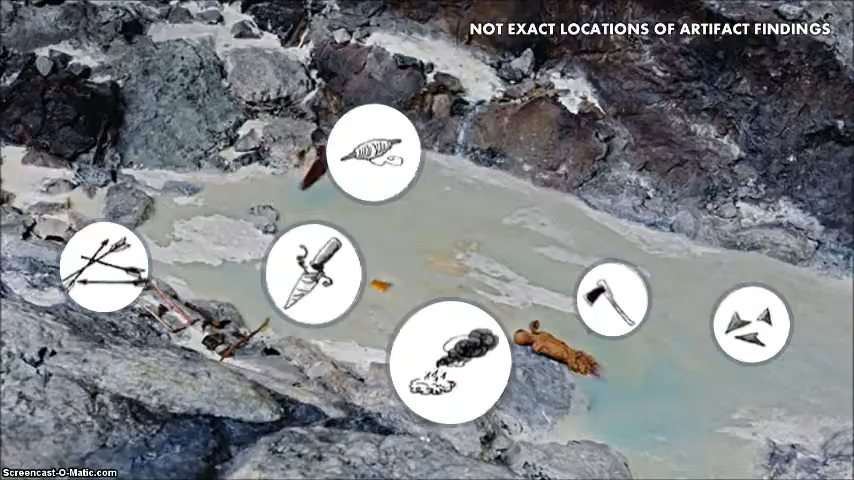 NOT EXACT LOCATIONS OF ARTIFACT FINDINGS
Screencast-O-Matic.com